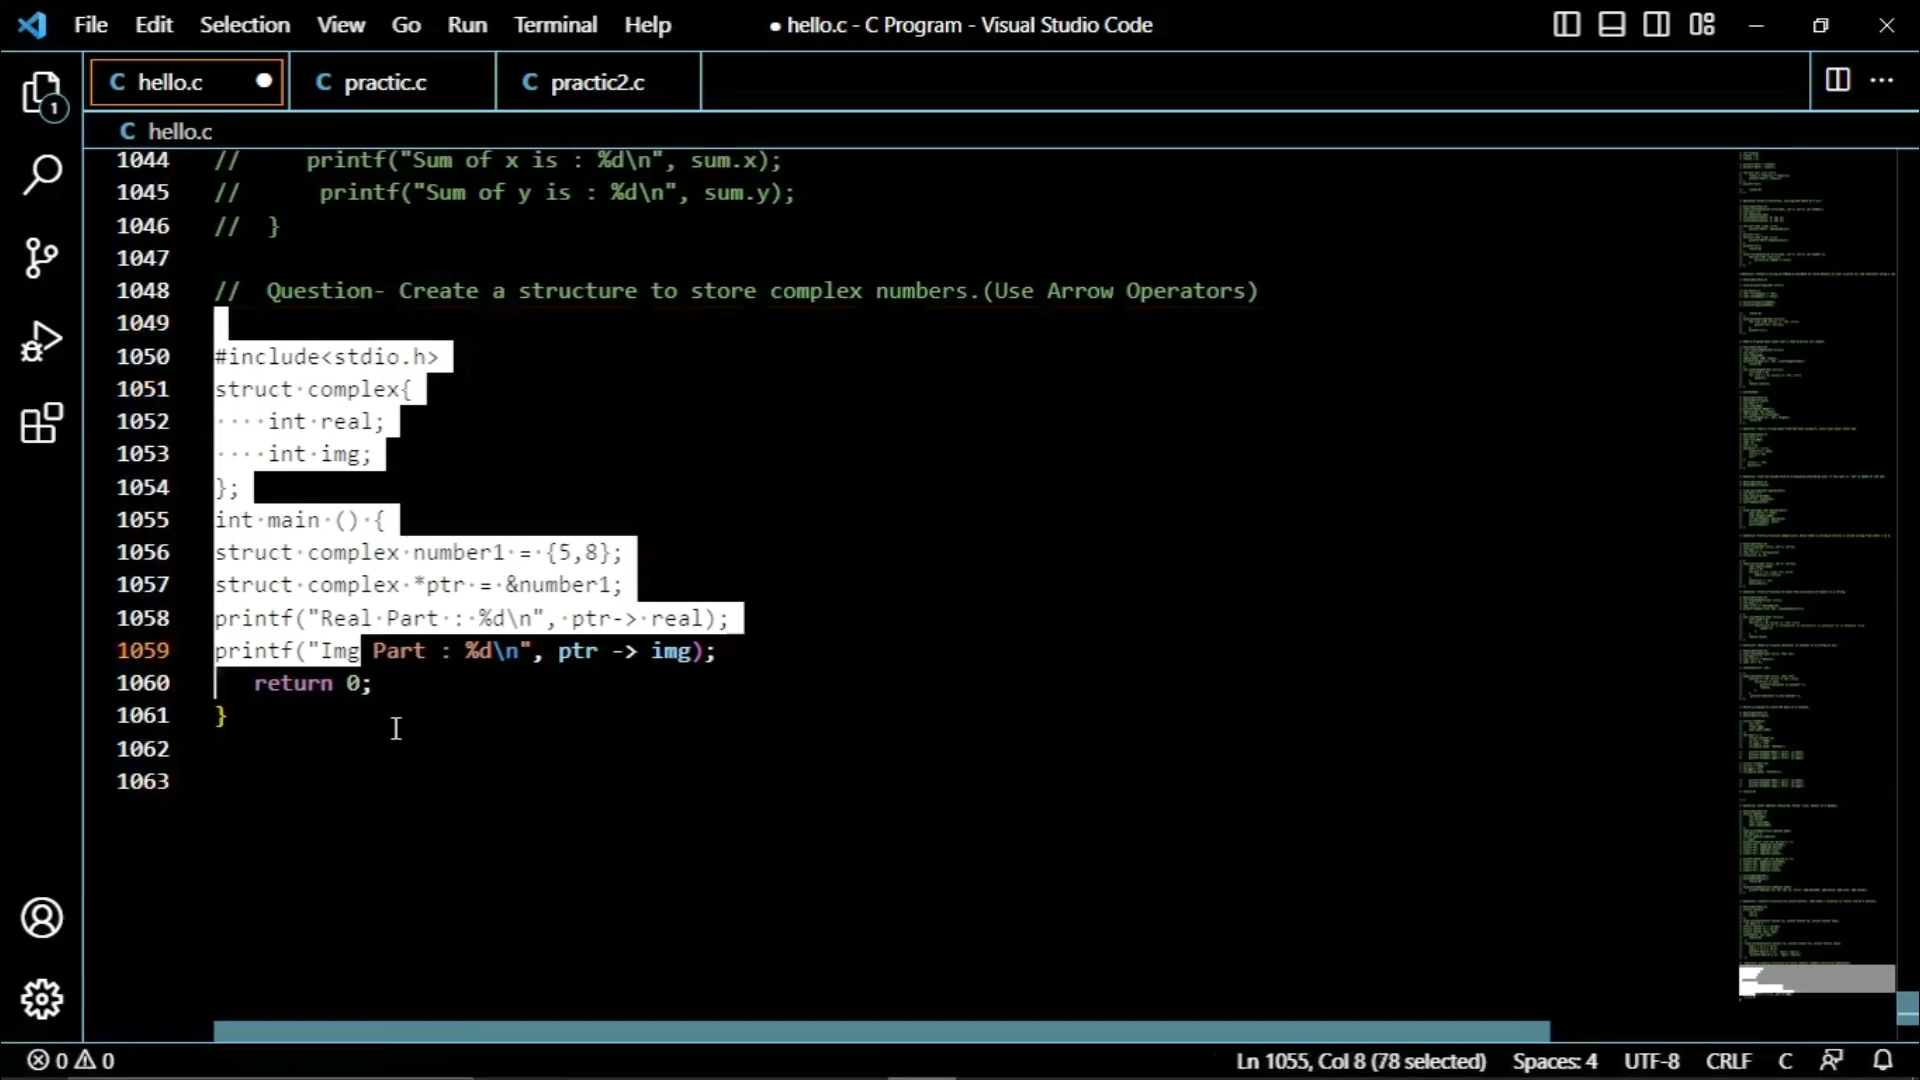 File Edit Selection View Go Run Terminal Help ● hello.c - C Program - Visual Studio Code
C hello.c ● C practic.c C practic2.c
1
C hello.c
1044 //     printf("Sum of x is : %d\n", sum.x);
1045 //      printf("Sum of y is : %d\n", sum.y);
1046 //  }
1047
1048 //  Question- Create a structure to store complex numbers.(Use Arrow Operators)
1049
1050 #include<stdio.h>
1051 struct·complex{
1052 ····int·real;
1053 ····int·img;
1054 };
1055 int·main·()·{
1056 struct·complex·number1·=·{5,8};
1057 struct·complex·*ptr·=·&number1;
1058 printf("Real·Part·:·%d\n",·ptr->·real);
1059 printf("Img Part : %d\n", ptr -> img);
1060    return 0;
1061 }
1062
1063
0 0 Ln 1055, Col 8 (78 selected) Spaces: 4 UTF-8 CRLF C